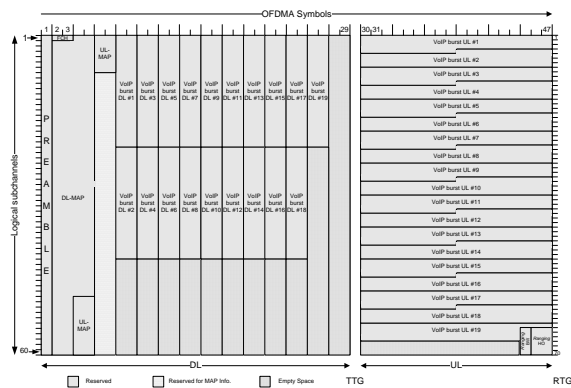 OFDMA Symbols
1 2 3 29 30 31 47
1
60
Logical subchannels
FCH
UL-MAP
PREAMBLE
DL-MAP
UL-MAP
VoIP burst DL #1
VoIP burst DL #3
VoIP burst DL #5
VoIP burst DL #7
VoIP burst DL #9
VoIP burst DL #11
VoIP burst DL #13
VoIP burst DL #15
VoIP burst DL #17
VoIP burst DL #19
VoIP burst DL #2
VoIP burst DL #4
VoIP burst DL #6
VoIP burst DL #8
VoIP burst DL #10
VoIP burst DL #12
VoIP burst DL #14
VoIP burst DL #16
VoIP burst DL #18
VoIP burst UL #1
VoIP burst UL #2
VoIP burst UL #3
VoIP burst UL #4
VoIP burst UL #5
VoIP burst UL #6
VoIP burst UL #7
VoIP burst UL #8
VoIP burst UL #9
VoIP burst UL #10
VoIP burst UL #11
VoIP burst UL #12
VoIP burst UL #13
VoIP burst UL #14
VoIP burst UL #15
VoIP burst UL #16
VoIP burst UL #17
VoIP burst UL #18
VoIP burst UL #19
Ranging BR
Ranging HO
DL
TTG
UL
RTG
Reserved
Reserved for MAP Info.
Empty Space